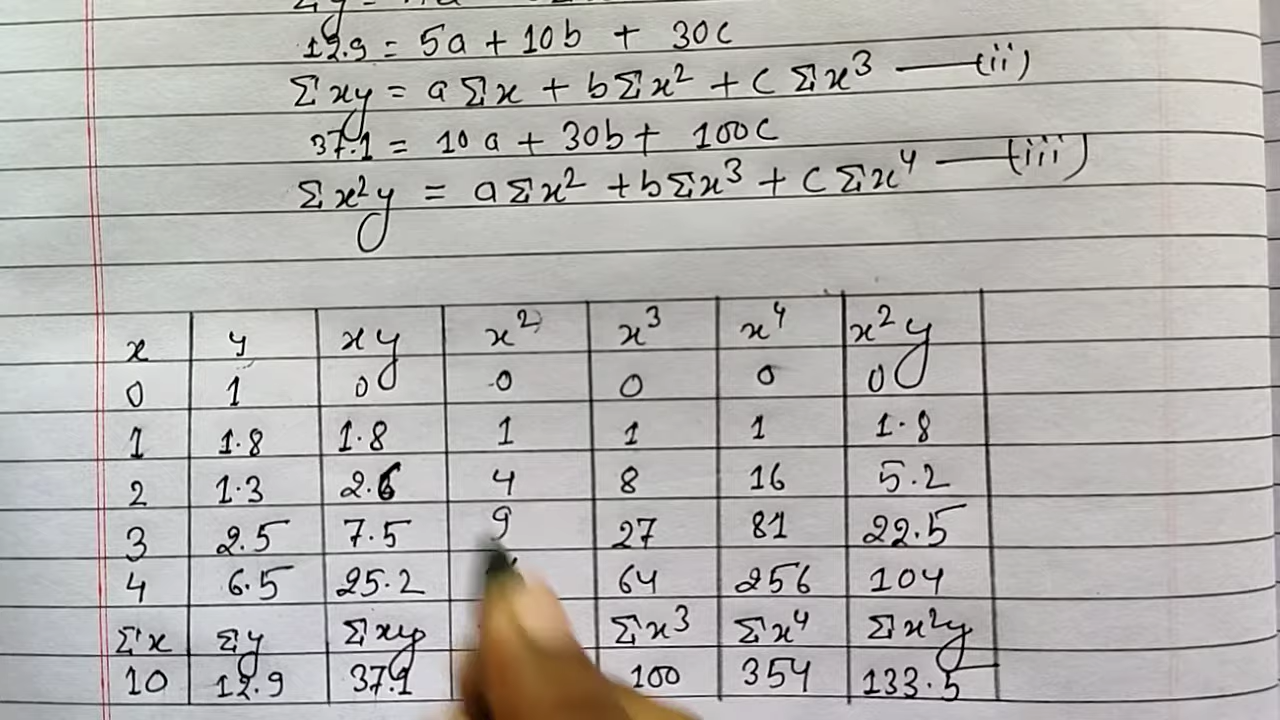 12.9 = 5a + 10b + 30c
Σxy = aΣx + bΣx² + cΣx³ —(ii)
37.1 = 10a + 30b + 100c
Σx²y = aΣx² + bΣx³ + cΣx⁴ —(iii)
x y xy x² x³ x⁴ x²y
0 1 0 0 0 0 0
1 1.8 1.8 1 1 1 1.8
2 1.3 2.6 4 8 16 5.2
3 2.5 7.5 9 27 81 22.5
4 6.5 25.2 64 256 104
Σx Σy Σxy Σx³ Σx⁴ Σx²y
10 12.9 37.1 100 354 133.5